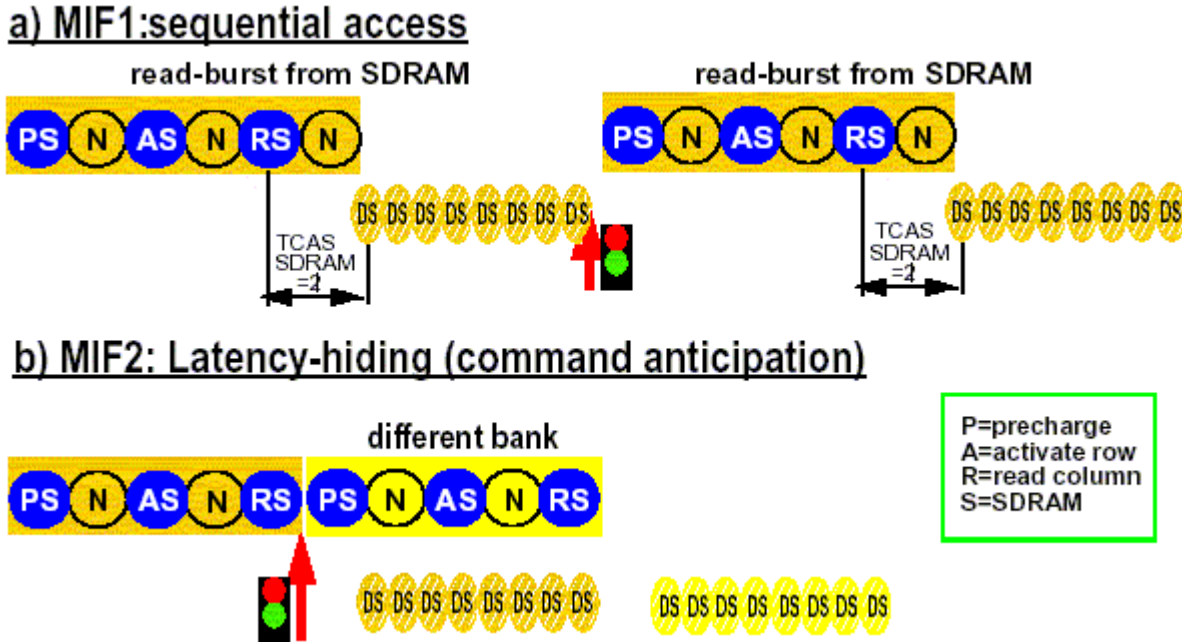 a) MIF1:sequential access
read-burst from SDRAM
read-burst from SDRAM
PS N AS N RS N
PS N AS N RS N
DS DS DS DS DS DS DS DS
DS DS DS DS DS DS DS DS
TCAS
SDRAM
TCAS
SDRAM
b) MIF2: Latency-hiding (command anticipation)
different bank
PS N AS N RS PS N AS N RS
P=precharge
A=activate row
R=read column
S=SDRAM
DS DS DS DS DS DS DS DS
DS DS DS DS DS DS DS DS